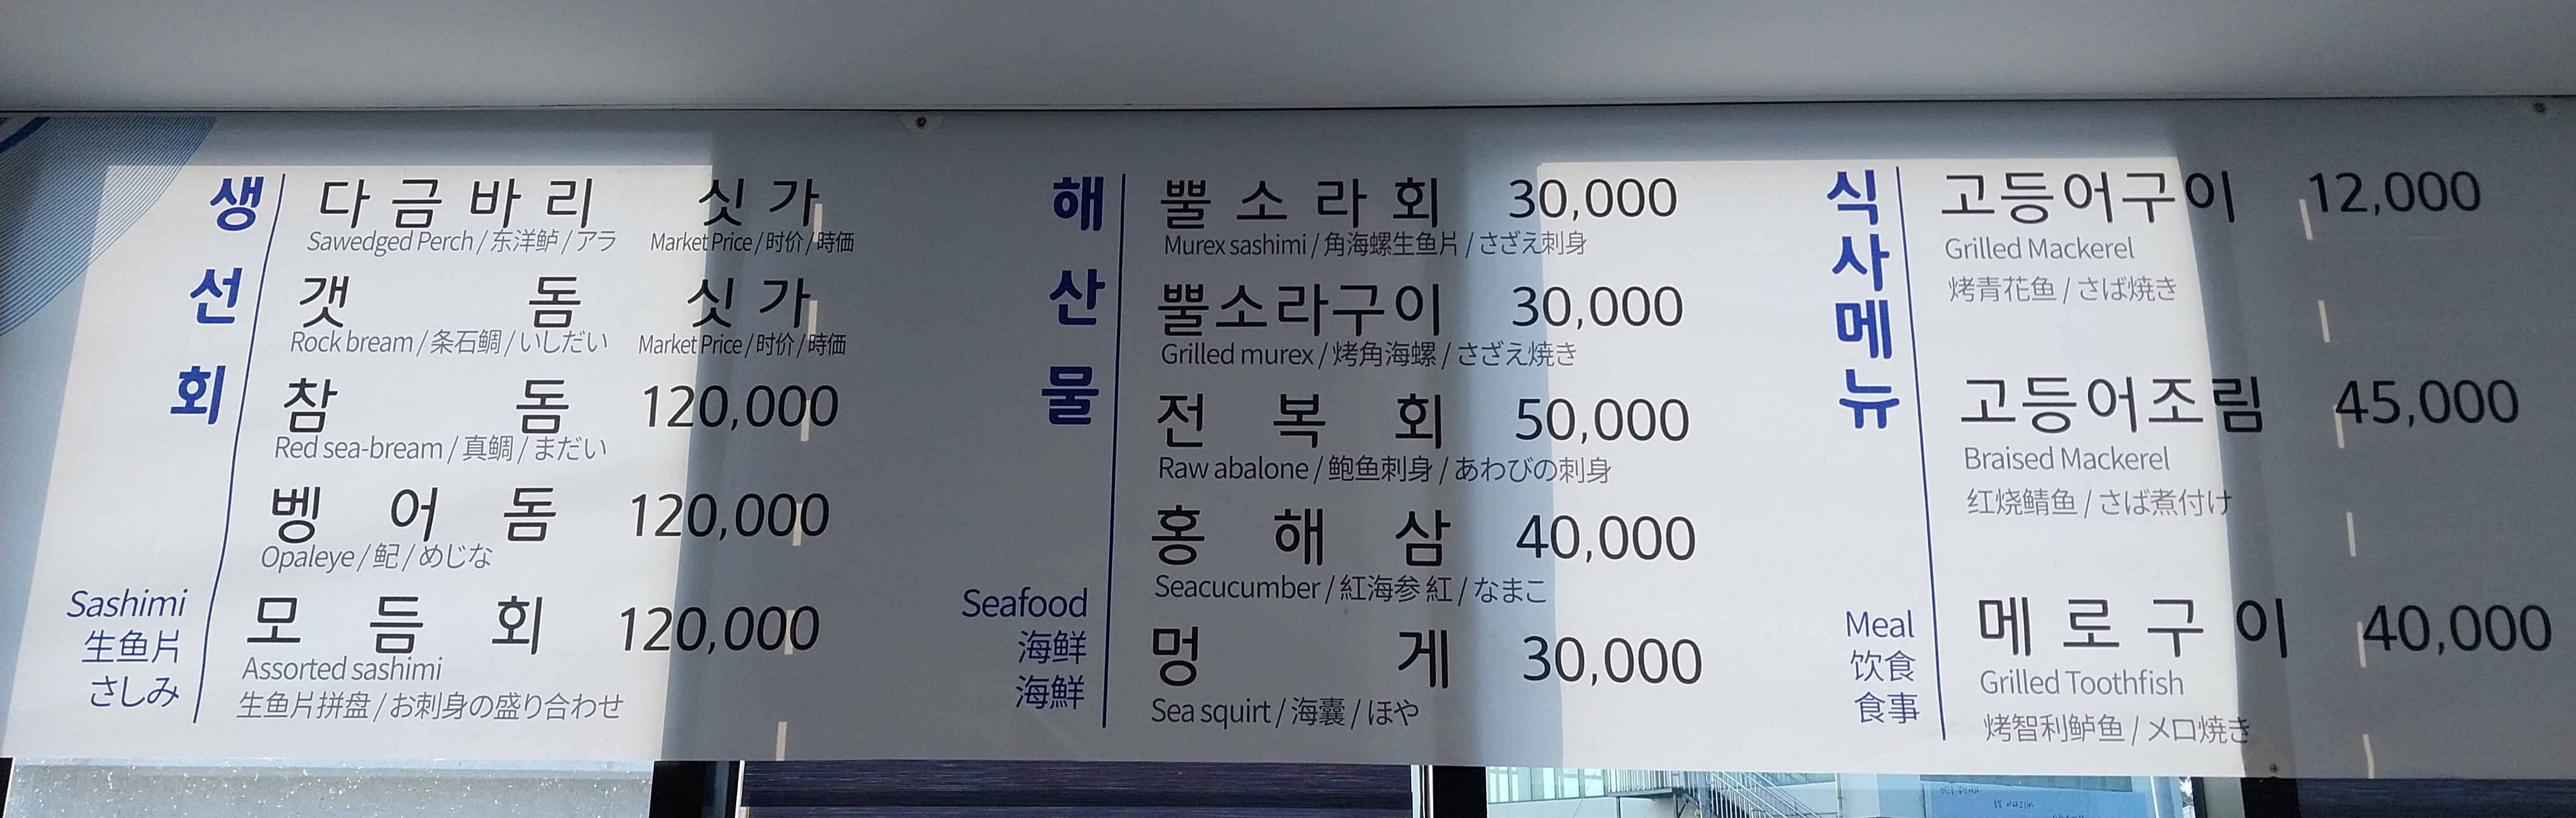 생선회
Sashimi
生鱼片
さしみ
다금바리 싯가
Sawedged Perch / 东洋鲈 / アラ Market Price / 时价 / 時価
갯돔 싯가
Rock bream / 条石鲷 / いしだい Market Price / 时价 / 時価
참돔 120,000
Red sea-bream / 真鲷 / まだい
벵어돔 120,000
Opaleye / 鱾 / めじな
모듬회 120,000
Assorted sashimi
生鱼片拼盘 / お刺身の盛り合わせ
해산물
Seafood
海鲜
海鮮
뿔소라회 30,000
Murex sashimi / 角海螺生鱼片 / さざえ刺身
뿔소라구이 30,000
Grilled murex / 烤角海螺 / さざえ焼き
전복회 50,000
Raw abalone / 鲍鱼刺身 / あわびの刺身
홍해삼 40,000
Seacucumber / 紅海参 紅 / なまこ
멍게 30,000
Sea squirt / 海囊 / ほや
식사메뉴
Meal
饮食
食事
고등어구이 12,000
Grilled Mackerel
烤青花鱼 / さば焼き
고등어조림 45,000
Braised Mackerel
红烧鲭鱼 / さば煮付け
메로구이 40,000
Grilled Toothfish
烤智利鲈鱼 / メロ焼き